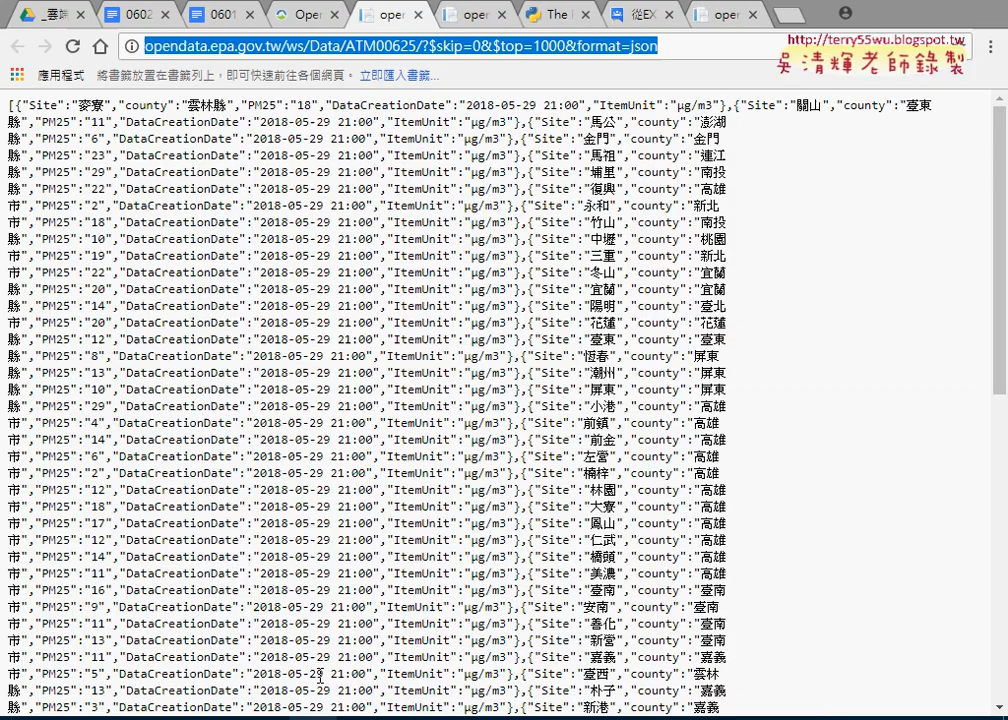 _雲端
0602
0601
Open
open
open
The
從EX
open
opendata.epa.gov.tw/ws/Data/ATM00625/?$skip=0&$top=1000&format=json
http://terry55wu.blogspot.tw
吳清輝老師錄製
應用程式 將書籤放置在書籤列上，即可快速前往各個網頁。 立即匯入書籤...
[{"Site":"麥寮","county":"雲林縣","PM25":"18","DataCreationDate":"2018-05-29 21:00","ItemUnit":"μg/m3"},{"Site":"關山","county":"臺東
縣","PM25":"11","DataCreationDate":"2018-05-29 21:00","ItemUnit":"μg/m3"},{"Site":"馬公","county":"澎湖
縣","PM25":"6","DataCreationDate":"2018-05-29 21:00","ItemUnit":"μg/m3"},{"Site":"金門","county":"金門
縣","PM25":"23","DataCreationDate":"2018-05-29 21:00","ItemUnit":"μg/m3"},{"Site":"馬祖","county":"連江
縣","PM25":"29","DataCreationDate":"2018-05-29 21:00","ItemUnit":"μg/m3"},{"Site":"埔里","county":"南投
縣","PM25":"22","DataCreationDate":"2018-05-29 21:00","ItemUnit":"μg/m3"},{"Site":"復興","county":"高雄
市","PM25":"2","DataCreationDate":"2018-05-29 21:00","ItemUnit":"μg/m3"},{"Site":"永和","county":"新北
市","PM25":"18","DataCreationDate":"2018-05-29 21:00","ItemUnit":"μg/m3"},{"Site":"竹山","county":"南投
縣","PM25":"10","DataCreationDate":"2018-05-29 21:00","ItemUnit":"μg/m3"},{"Site":"中壢","county":"桃園
市","PM25":"19","DataCreationDate":"2018-05-29 21:00","ItemUnit":"μg/m3"},{"Site":"三重","county":"新北
市","PM25":"22","DataCreationDate":"2018-05-29 21:00","ItemUnit":"μg/m3"},{"Site":"冬山","county":"宜蘭
縣","PM25":"20","DataCreationDate":"2018-05-29 21:00","ItemUnit":"μg/m3"},{"Site":"宜蘭","county":"宜蘭
縣","PM25":"14","DataCreationDate":"2018-05-29 21:00","ItemUnit":"μg/m3"},{"Site":"陽明","county":"臺北
市","PM25":"20","DataCreationDate":"2018-05-29 21:00","ItemUnit":"μg/m3"},{"Site":"花蓮","county":"花蓮
縣","PM25":"12","DataCreationDate":"2018-05-29 21:00","ItemUnit":"μg/m3"},{"Site":"臺東","county":"臺東
縣","PM25":"8","DataCreationDate":"2018-05-29 21:00","ItemUnit":"μg/m3"},{"Site":"恆春","county":"屏東
縣","PM25":"13","DataCreationDate":"2018-05-29 21:00","ItemUnit":"μg/m3"},{"Site":"潮州","county":"屏東
縣","PM25":"10","DataCreationDate":"2018-05-29 21:00","ItemUnit":"μg/m3"},{"Site":"屏東","county":"屏東
縣","PM25":"29","DataCreationDate":"2018-05-29 21:00","ItemUnit":"μg/m3"},{"Site":"小港","county":"高雄
市","PM25":"4","DataCreationDate":"2018-05-29 21:00","ItemUnit":"μg/m3"},{"Site":"前鎮","county":"高雄
市","PM25":"14","DataCreationDate":"2018-05-29 21:00","ItemUnit":"μg/m3"},{"Site":"前金","county":"高雄
市","PM25":"6","DataCreationDate":"2018-05-29 21:00","ItemUnit":"μg/m3"},{"Site":"左營","county":"高雄
市","PM25":"2","DataCreationDate":"2018-05-29 21:00","ItemUnit":"μg/m3"},{"Site":"楠梓","county":"高雄
市","PM25":"12","DataCreationDate":"2018-05-29 21:00","ItemUnit":"μg/m3"},{"Site":"林園","county":"高雄
市","PM25":"18","DataCreationDate":"2018-05-29 21:00","ItemUnit":"μg/m3"},{"Site":"大寮","county":"高雄
市","PM25":"17","DataCreationDate":"2018-05-29 21:00","ItemUnit":"μg/m3"},{"Site":"鳳山","county":"高雄
市","PM25":"12","DataCreationDate":"2018-05-29 21:00","ItemUnit":"μg/m3"},{"Site":"仁武","county":"高雄
市","PM25":"14","DataCreationDate":"2018-05-29 21:00","ItemUnit":"μg/m3"},{"Site":"橋頭","county":"高雄
市","PM25":"11","DataCreationDate":"2018-05-29 21:00","ItemUnit":"μg/m3"},{"Site":"美濃","county":"高雄
市","PM25":"16","DataCreationDate":"2018-05-29 21:00","ItemUnit":"μg/m3"},{"Site":"臺南","county":"臺南
市","PM25":"9","DataCreationDate":"2018-05-29 21:00","ItemUnit":"μg/m3"},{"Site":"安南","county":"臺南
市","PM25":"11","DataCreationDate":"2018-05-29 21:00","ItemUnit":"μg/m3"},{"Site":"善化","county":"臺南
市","PM25":"13","DataCreationDate":"2018-05-29 21:00","ItemUnit":"μg/m3"},{"Site":"新營","county":"臺南
市","PM25":"11","DataCreationDate":"2018-05-29 21:00","ItemUnit":"μg/m3"},{"Site":"嘉義","county":"嘉義
市","PM25":"5","DataCreationDate":"2018-05-29 21:00","ItemUnit":"μg/m3"},{"Site":"臺西","county":"雲林
縣","PM25":"13","DataCreationDate":"2018-05-29 21:00","ItemUnit":"μg/m3"},{"Site":"朴子","county":"嘉義
縣","PM25":"3","DataCreationDate":"2018-05-29 21:00","ItemUnit":"μg/m3"},{"Site":"新港","county":"嘉義